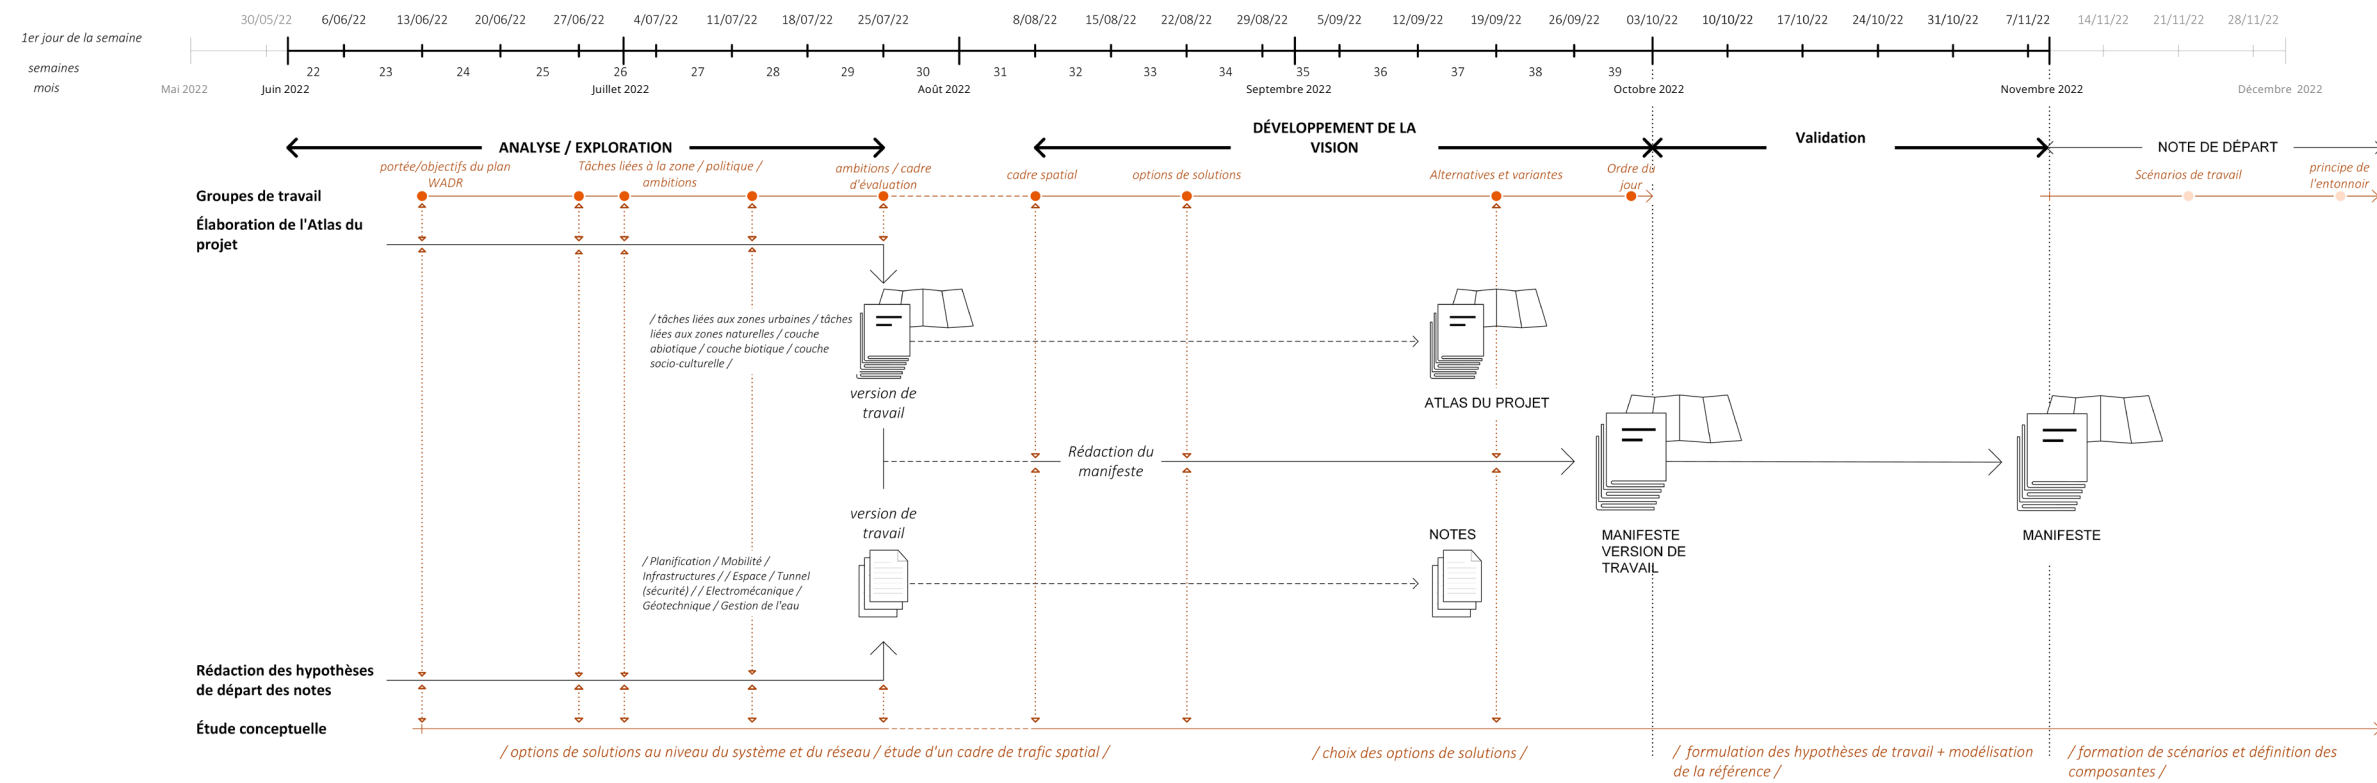 30/05/22 6/06/22 13/06/22 20/06/22 27/06/22 4/07/22 11/07/22 18/07/22 25/07/22 8/08/22 15/08/22 22/08/22 29/08/22 5/09/22 12/09/22 19/09/22 26/09/22 03/10/22 10/10/22 17/10/22 24/10/22 31/10/22 7/11/22 14/11/22 21/11/22 28/11/22
1er jour de la semaine
semaines
22 23 24 25 26 27 28 29 30 31 32 33 34 35 36 37 38 39
mois
Mai 2022 Juin 2022 Juillet 2022 Août 2022 Septembre 2022 Octobre 2022 Novembre 2022 Décembre 2022
ANALYSE / EXPLORATION
DÉVELOPPEMENT DE LA
VISION
Validation
NOTE DE DÉPART
portée/objectifs du plan
WADR
Tâches liées à la zone / politique /
ambitions
ambitions / cadre
d'évaluation
cadre spatial
options de solutions
Alternatives et variantes
Ordre du
jour
Scénarios de travail
principe de
l'entonnoir
Groupes de travail
Élaboration de l'Atlas du
projet
/ tâches liées aux zones urbaines / tâches
liées aux zones naturelles / couche
abiotique / couche biotique / couche
socio-culturelle /
version de
travail
ATLAS DU PROJET
Rédaction du
manifeste
version de
travail
NOTES
MANIFESTE
VERSION DE
TRAVAIL
MANIFESTE
/ Planification / Mobilité /
Infrastructures / / Espace / Tunnel
(sécurité) / / Electromécanique /
Géotechnique / Gestion de l'eau
Rédaction des hypothèses
de départ des notes
Étude conceptuelle
/ options de solutions au niveau du système et du réseau / étude d'un cadre de trafic spatial /
/ choix des options de solutions /
/ formulation des hypothèses de travail + modélisation
de la référence /
/ formation de scénarios et définition des
composantes /